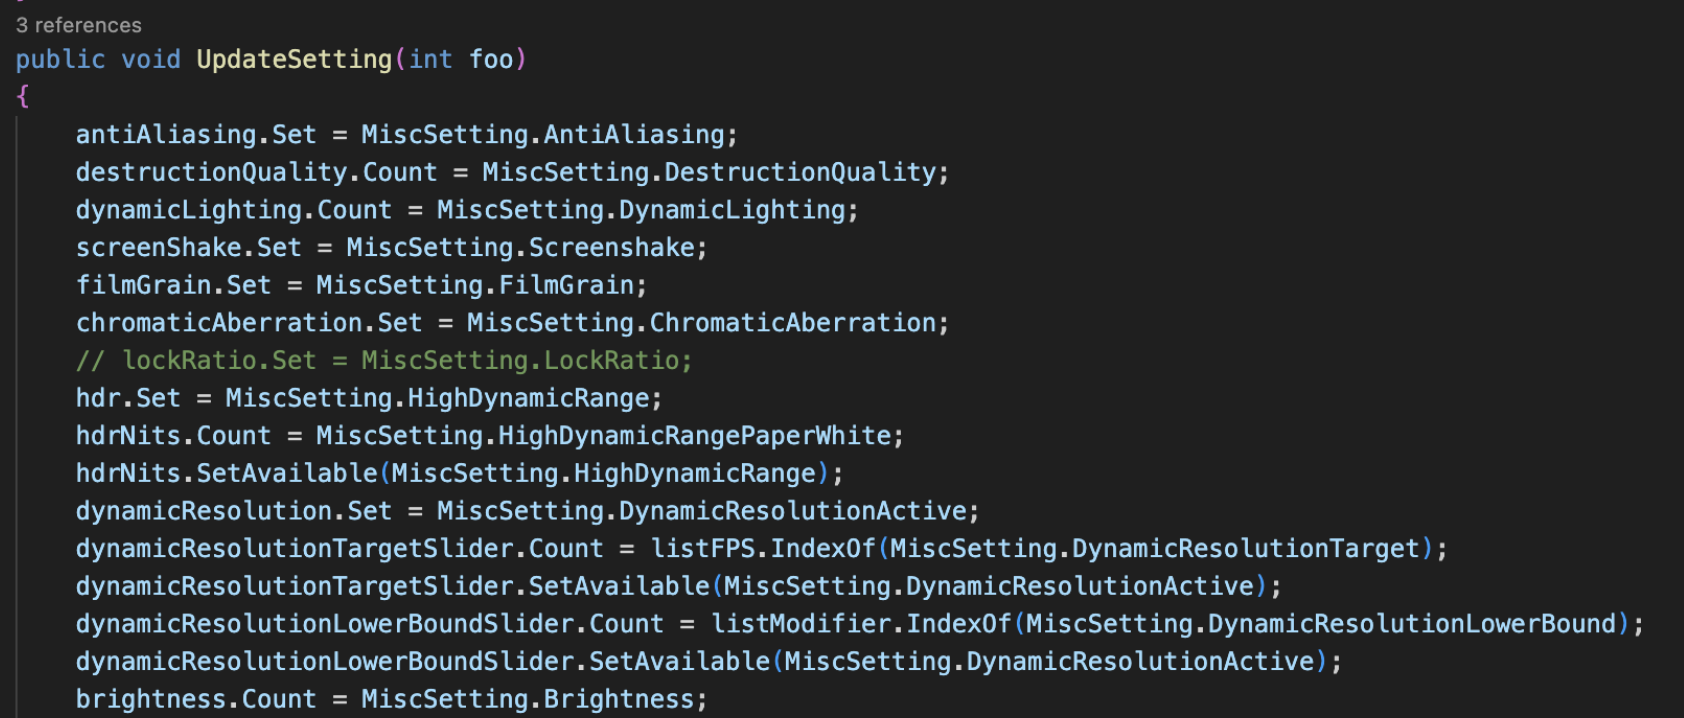 3 references
public void UpdateSetting(int foo)
{
antiAliasing.Set = MiscSetting.AntiAliasing;
destructionQuality.Count = MiscSetting.DestructionQuality;
dynamicLighting.Count = MiscSetting.DynamicLighting;
screenShake.Set = MiscSetting.Screenshake;
filmGrain.Set = MiscSetting.FilmGrain;
chromaticAberration.Set = MiscSetting.ChromaticAberration;
// lockRatio.Set = MiscSetting.LockRatio;
hdr.Set = MiscSetting.HighDynamicRange;
hdrNits.Count = MiscSetting.HighDynamicRangePaperWhite;
hdrNits.SetAvailable(MiscSetting.HighDynamicRange);
dynamicResolution.Set = MiscSetting.DynamicResolutionActive;
dynamicResolutionTargetSlider.Count = listFPS.IndexOf(MiscSetting.DynamicResolutionTarget);
dynamicResolutionTargetSlider.SetAvailable(MiscSetting.DynamicResolutionActive);
dynamicResolutionLowerBoundSlider.Count = listModifier.IndexOf(MiscSetting.DynamicResolutionLowerBound);
dynamicResolutionLowerBoundSlider.SetAvailable(MiscSetting.DynamicResolutionActive);
brightness.Count = MiscSetting.Brightness;